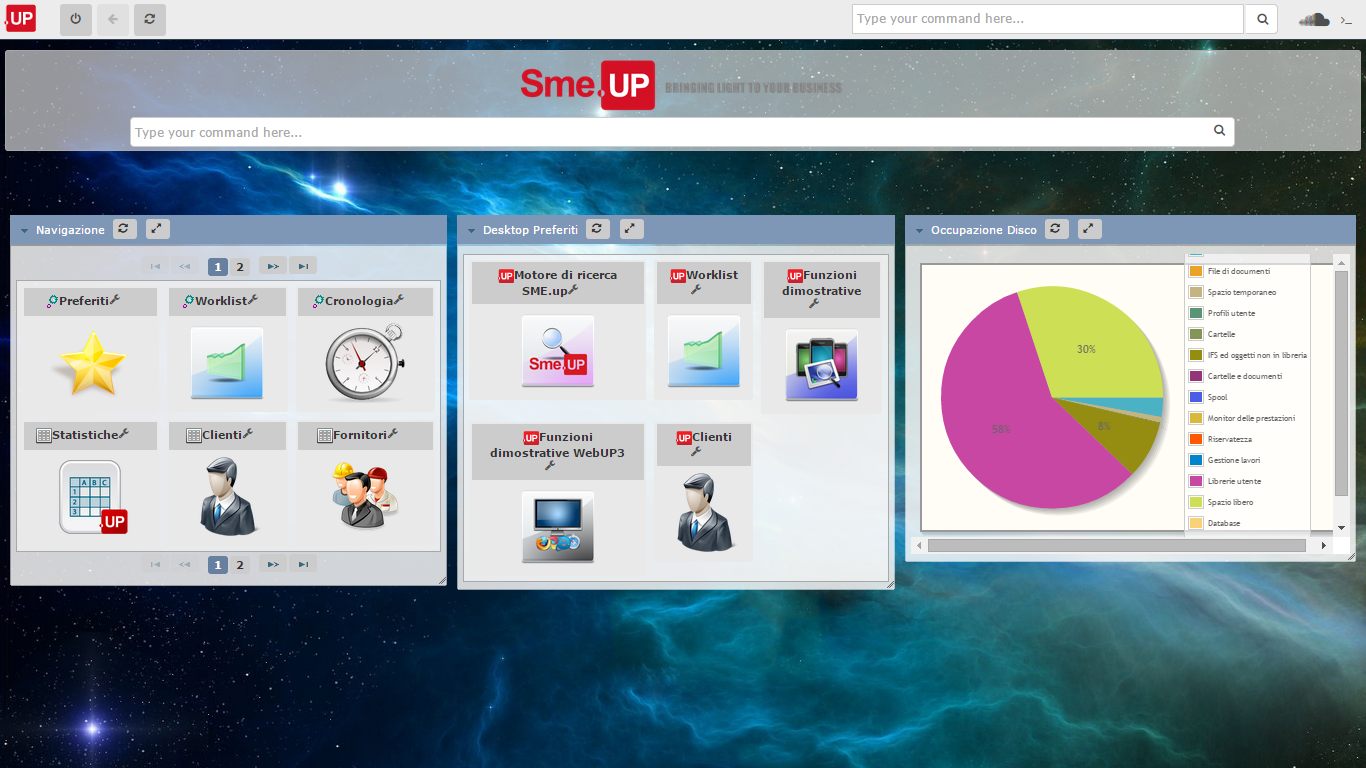 .UP
Type your command here...
Sme.UP BRINGING LIGHT TO YOUR BUSINESS
Type your command here...
Navigazione
1 2
Preferiti
Worklist
Cronologia
Statistiche
A B C
1
2
3
.UP
Clienti
Fornitori
1 2
Desktop Preferiti
.UP Motore di ricerca
SME.up
Sme.UP
.UP Worklist
.UP Funzioni
dimostrative
.UP Funzioni
dimostrative WebUP3
.UP Clienti
Occupazione Disco
30%
58%
8%
File di documenti
Spazio temporaneo
Profili utente
Cartelle
IFS ed oggetti non in libreria
Cartelle e documenti
Spool
Monitor delle prestazioni
Riservatezza
Gestione lavori
Librerie utente
Spazio libero
Database